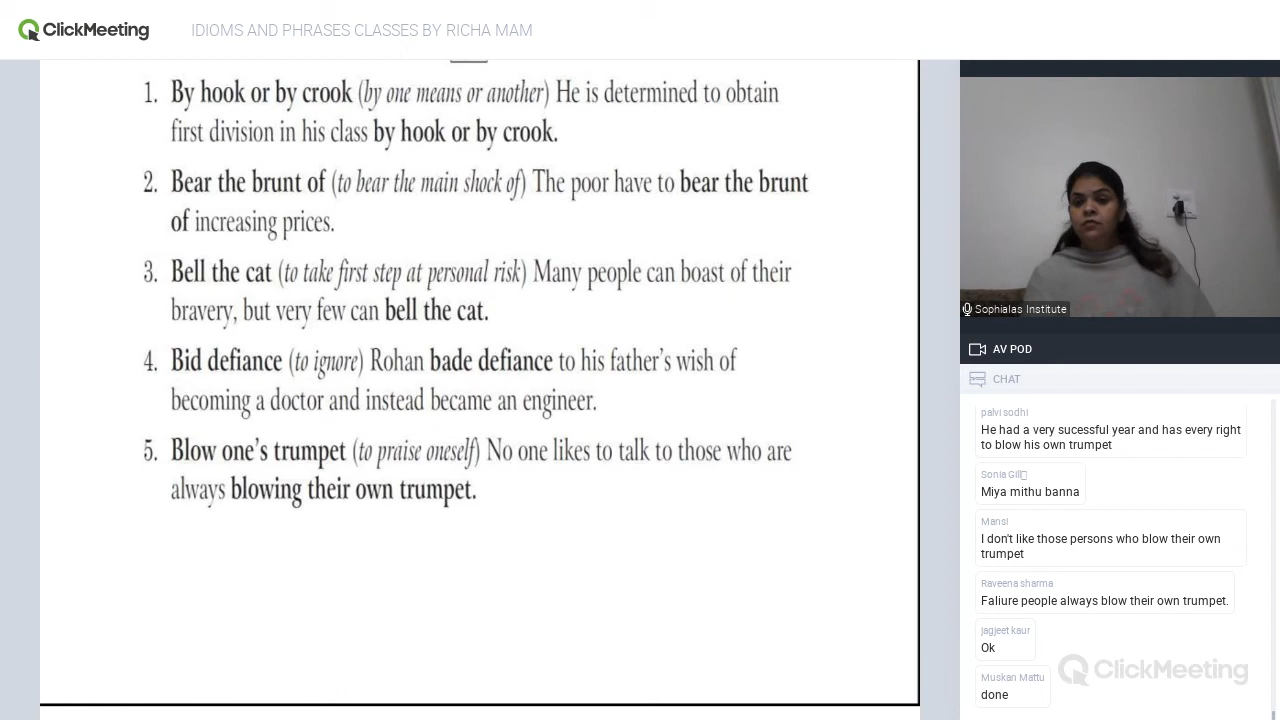 ClickMeeting
IDIOMS AND PHRASES CLASSES BY RICHA MAM
1. By hook or by crook (by one means or another) He is determined to obtain
first division in his class by hook or by crook.
2. Bear the brunt of (to bear the main shock of) The poor have to bear the brunt
of increasing prices.
3. Bell the cat (to take first step at personal risk) Many people can boast of their
bravery, but very few can bell the cat.
4. Bid defiance (to ignore) Rohan bade defiance to his father's wish of
becoming a doctor and instead became an engineer.
5. Blow one's trumpet (to praise oneself) No one likes to talk to those who are
always blowing their own trumpet.
Sophialas Institute
AV POD
CHAT
palvi sodhi
He had a very sucessful year and has every right
to blow his own trumpet
Sonia Gill
Miya mithu banna
Mansi
I don't like those persons who blow their own
trumpet
Raveena sharma
Faliure people always blow their own trumpet.
jagjeet kaur
Ok
Muskan Mattu
done
ClickMeeting